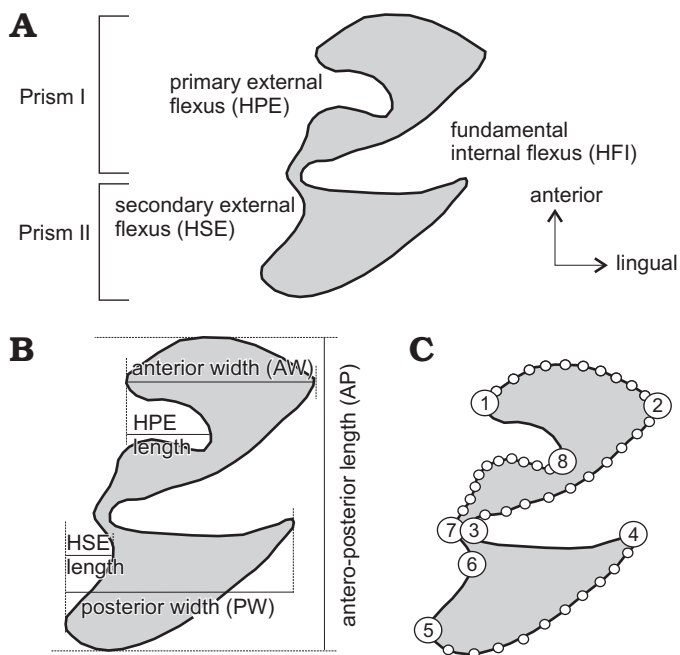 A
Prism I
primary external
flexus (HPE)
fundamental
internal flexus (HFI)
Prism II
secondary external
flexus (HSE)
anterior
lingual
B
anterior width (AW)
HPE
length
HSE
length
posterior width (PW)
antero-posterior length (AP)
C
1
2
8
7
3
4
6
5